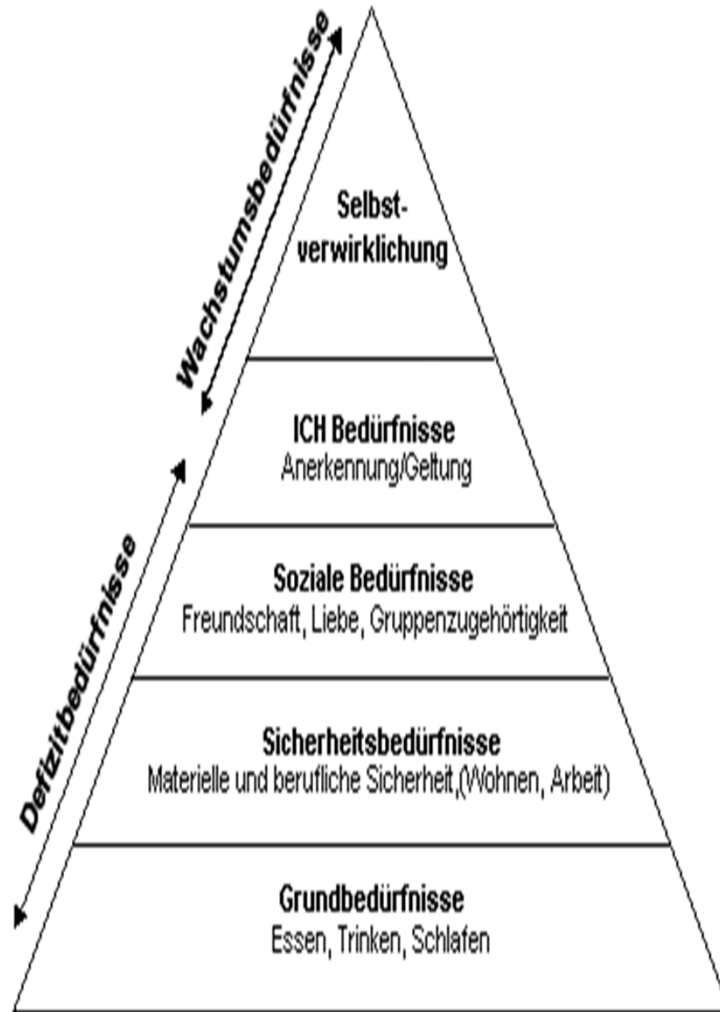 Wachstumsbedürfnisse
Selbst-
verwirklichung
ICH Bedürfnisse
Anerkennung/Geltung
Defizitbedürfnisse
Soziale Bedürfnisse
Freundschaft, Liebe, Gruppenzugehörtigkeit
Sicherheitsbedürfnisse
Materielle und berufliche Sicherheit,(Wohnen, Arbeit)
Grundbedürfnisse
Essen, Trinken, Schlafen